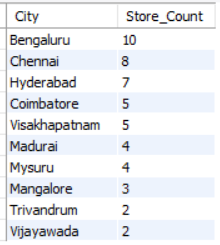 City Store_Count
Bengaluru 10
Chennai 8
Hyderabad 7
Coimbatore 5
Visakhapatnam 5
Madurai 4
Mysuru 4
Mangalore 3
Trivandrum 2
Vijayawada 2